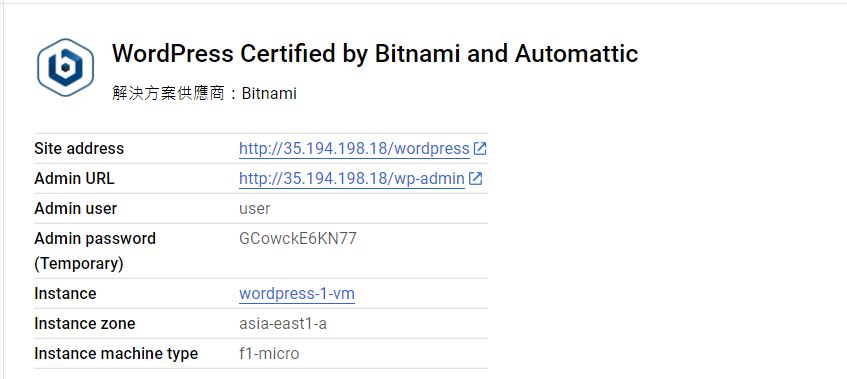 WordPress Certified by Bitnami and Automattic
解決方案供應商：Bitnami
Site address http://35.194.198.18/wordpress
Admin URL http://35.194.198.18/wp-admin
Admin user user
Admin password GCowckE6KN77
(Temporary)
Instance wordpress-1-vm
Instance zone asia-east1-a
Instance machine type f1-micro